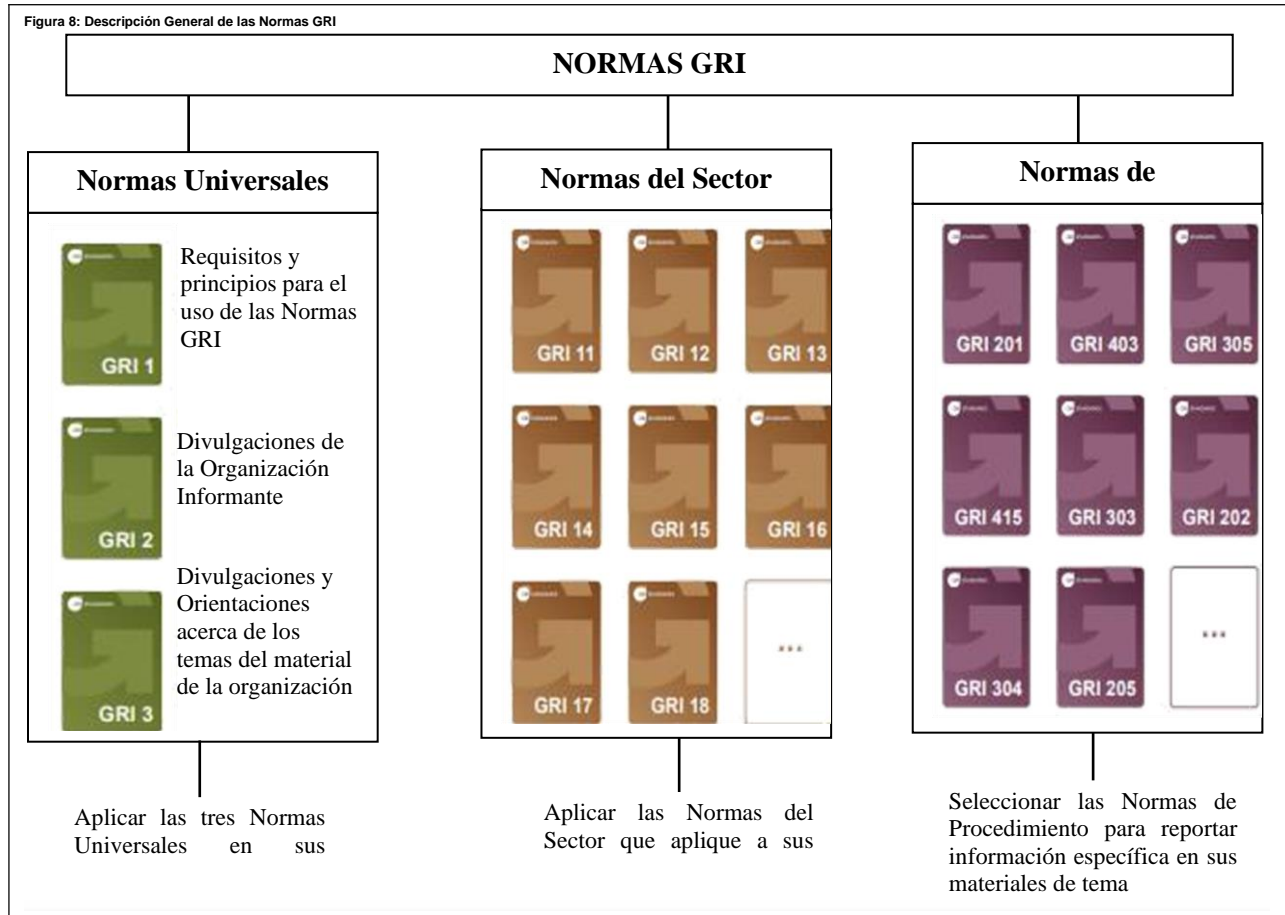 Figura 8: Descripción General de las Normas GRI
NORMAS GRI
Normas Universales
GRI 1
Requisitos y
principios para el
uso de las Normas
GRI
GRI 2
Divulgaciones de
la Organización
Informante
GRI 3
Divulgaciones y
Orientaciones
acerca de los
temas del material
de la organización
Aplicar las tres Normas
Universales en sus
Normas del Sector
GRI 11 GRI 12 GRI 13
GRI 14 GRI 15 GRI 16
GRI 17 GRI 18 ...
Aplicar las Normas del
Sector que aplique a sus
Normas de
GRI 201 GRI 403 GRI 305
GRI 415 GRI 303 GRI 202
GRI 304 GRI 205 ...
Seleccionar las Normas de
Procedimiento para reportar
información específica en sus
materiales de tema